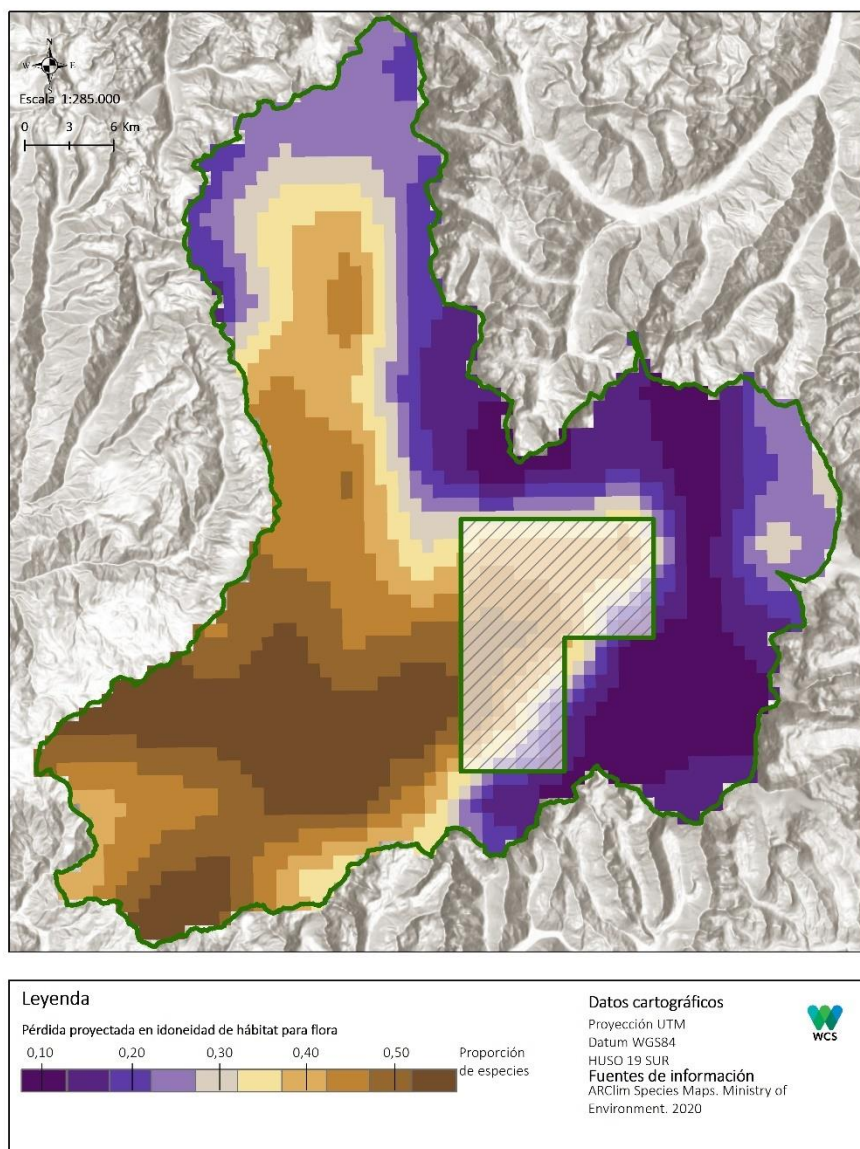 N
W E
S
Escala 1:285.000
0 3 6 Km
Leyenda
Pérdida proyectada en idoneidad de hábitat para flora
0,10 0,20 0,30 0,40 0,50
Proporción
de especies
Datos cartográficos
Proyección UTM
Datum WGS84
HUSO 19 SUR
Fuentes de información
ARClim Species Maps. Ministry of
Environment. 2020
WCS